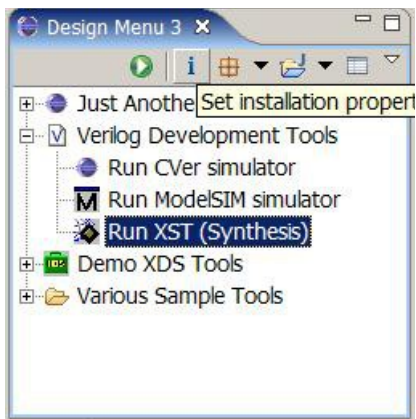 Design Menu 3
i
Just Anothe
Set installation propert
V Verilog Development Tools
Run CVer simulator
M Run ModelSIM simulator
Run XST (Synthesis)
Demo XDS Tools
Various Sample Tools